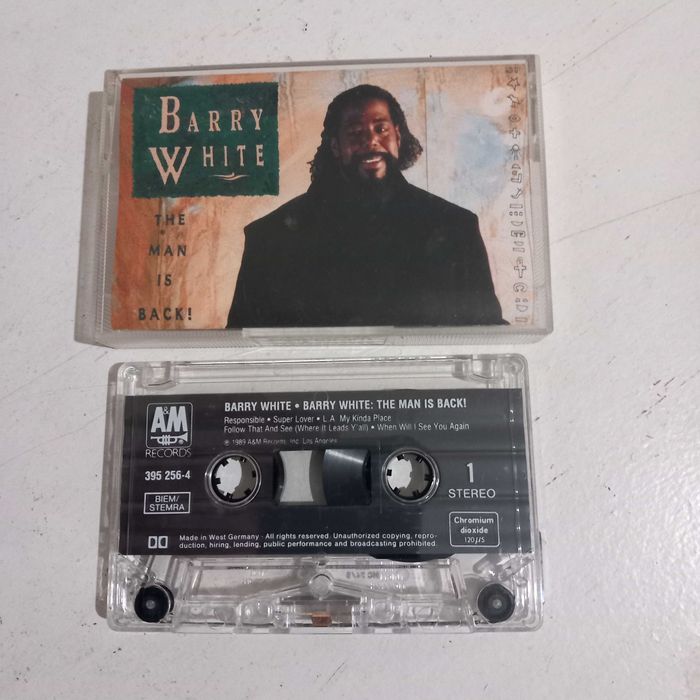 BARRY
WHITE
THE
MAN
IS
BACK!
A&M
RECORDS
395 256-4
BIEM/
STEMRA
BARRY WHITE • BARRY WHITE: THE MAN IS BACK!
Responsible • Super Lover • L.A. My Kinda Place
Follow That And See (Where It Leads Y'all) • When Will I See You Again
℗ 1989 A&M Records, Inc. Los Angeles
1
STEREO
Chromium
dioxide
120µS
Made in West Germany · All rights reserved. Unauthorized copying, repro-
duction, hiring, lending, public performance and broadcasting prohibited.